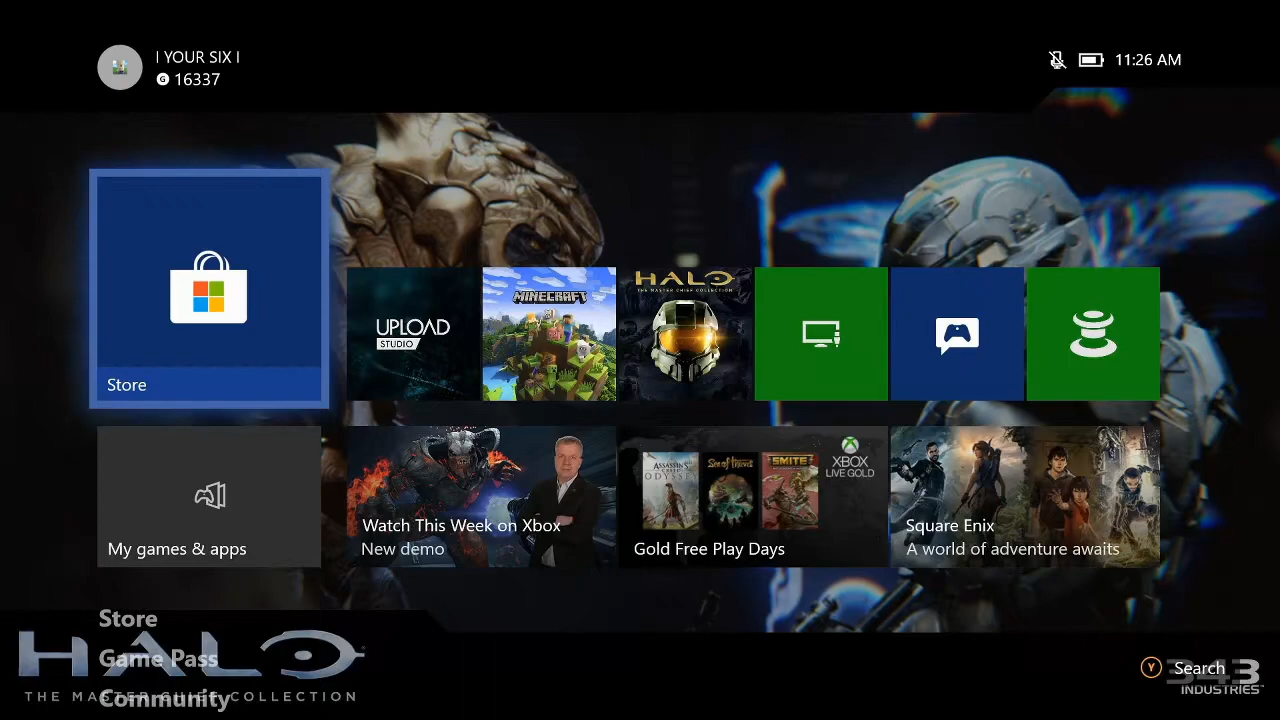 I YOUR SIX I
G 16337
11:26 AM
Store
UPLOAD
STUDIO
MINECRAFT
HALO
THE MASTER CHIEF COLLECTION
My games & apps
Watch This Week on Xbox
New demo
ASSASSIN'S
CREED
ODYSSEY
Sea of Thieves
SMITE
XBOX
LIVE GOLD
Gold Free Play Days
Square Enix
A world of adventure awaits
Store
Game Pass
Community
HALO
THE MASTER CHIEF COLLECTION
Y Search
343
INDUSTRIES